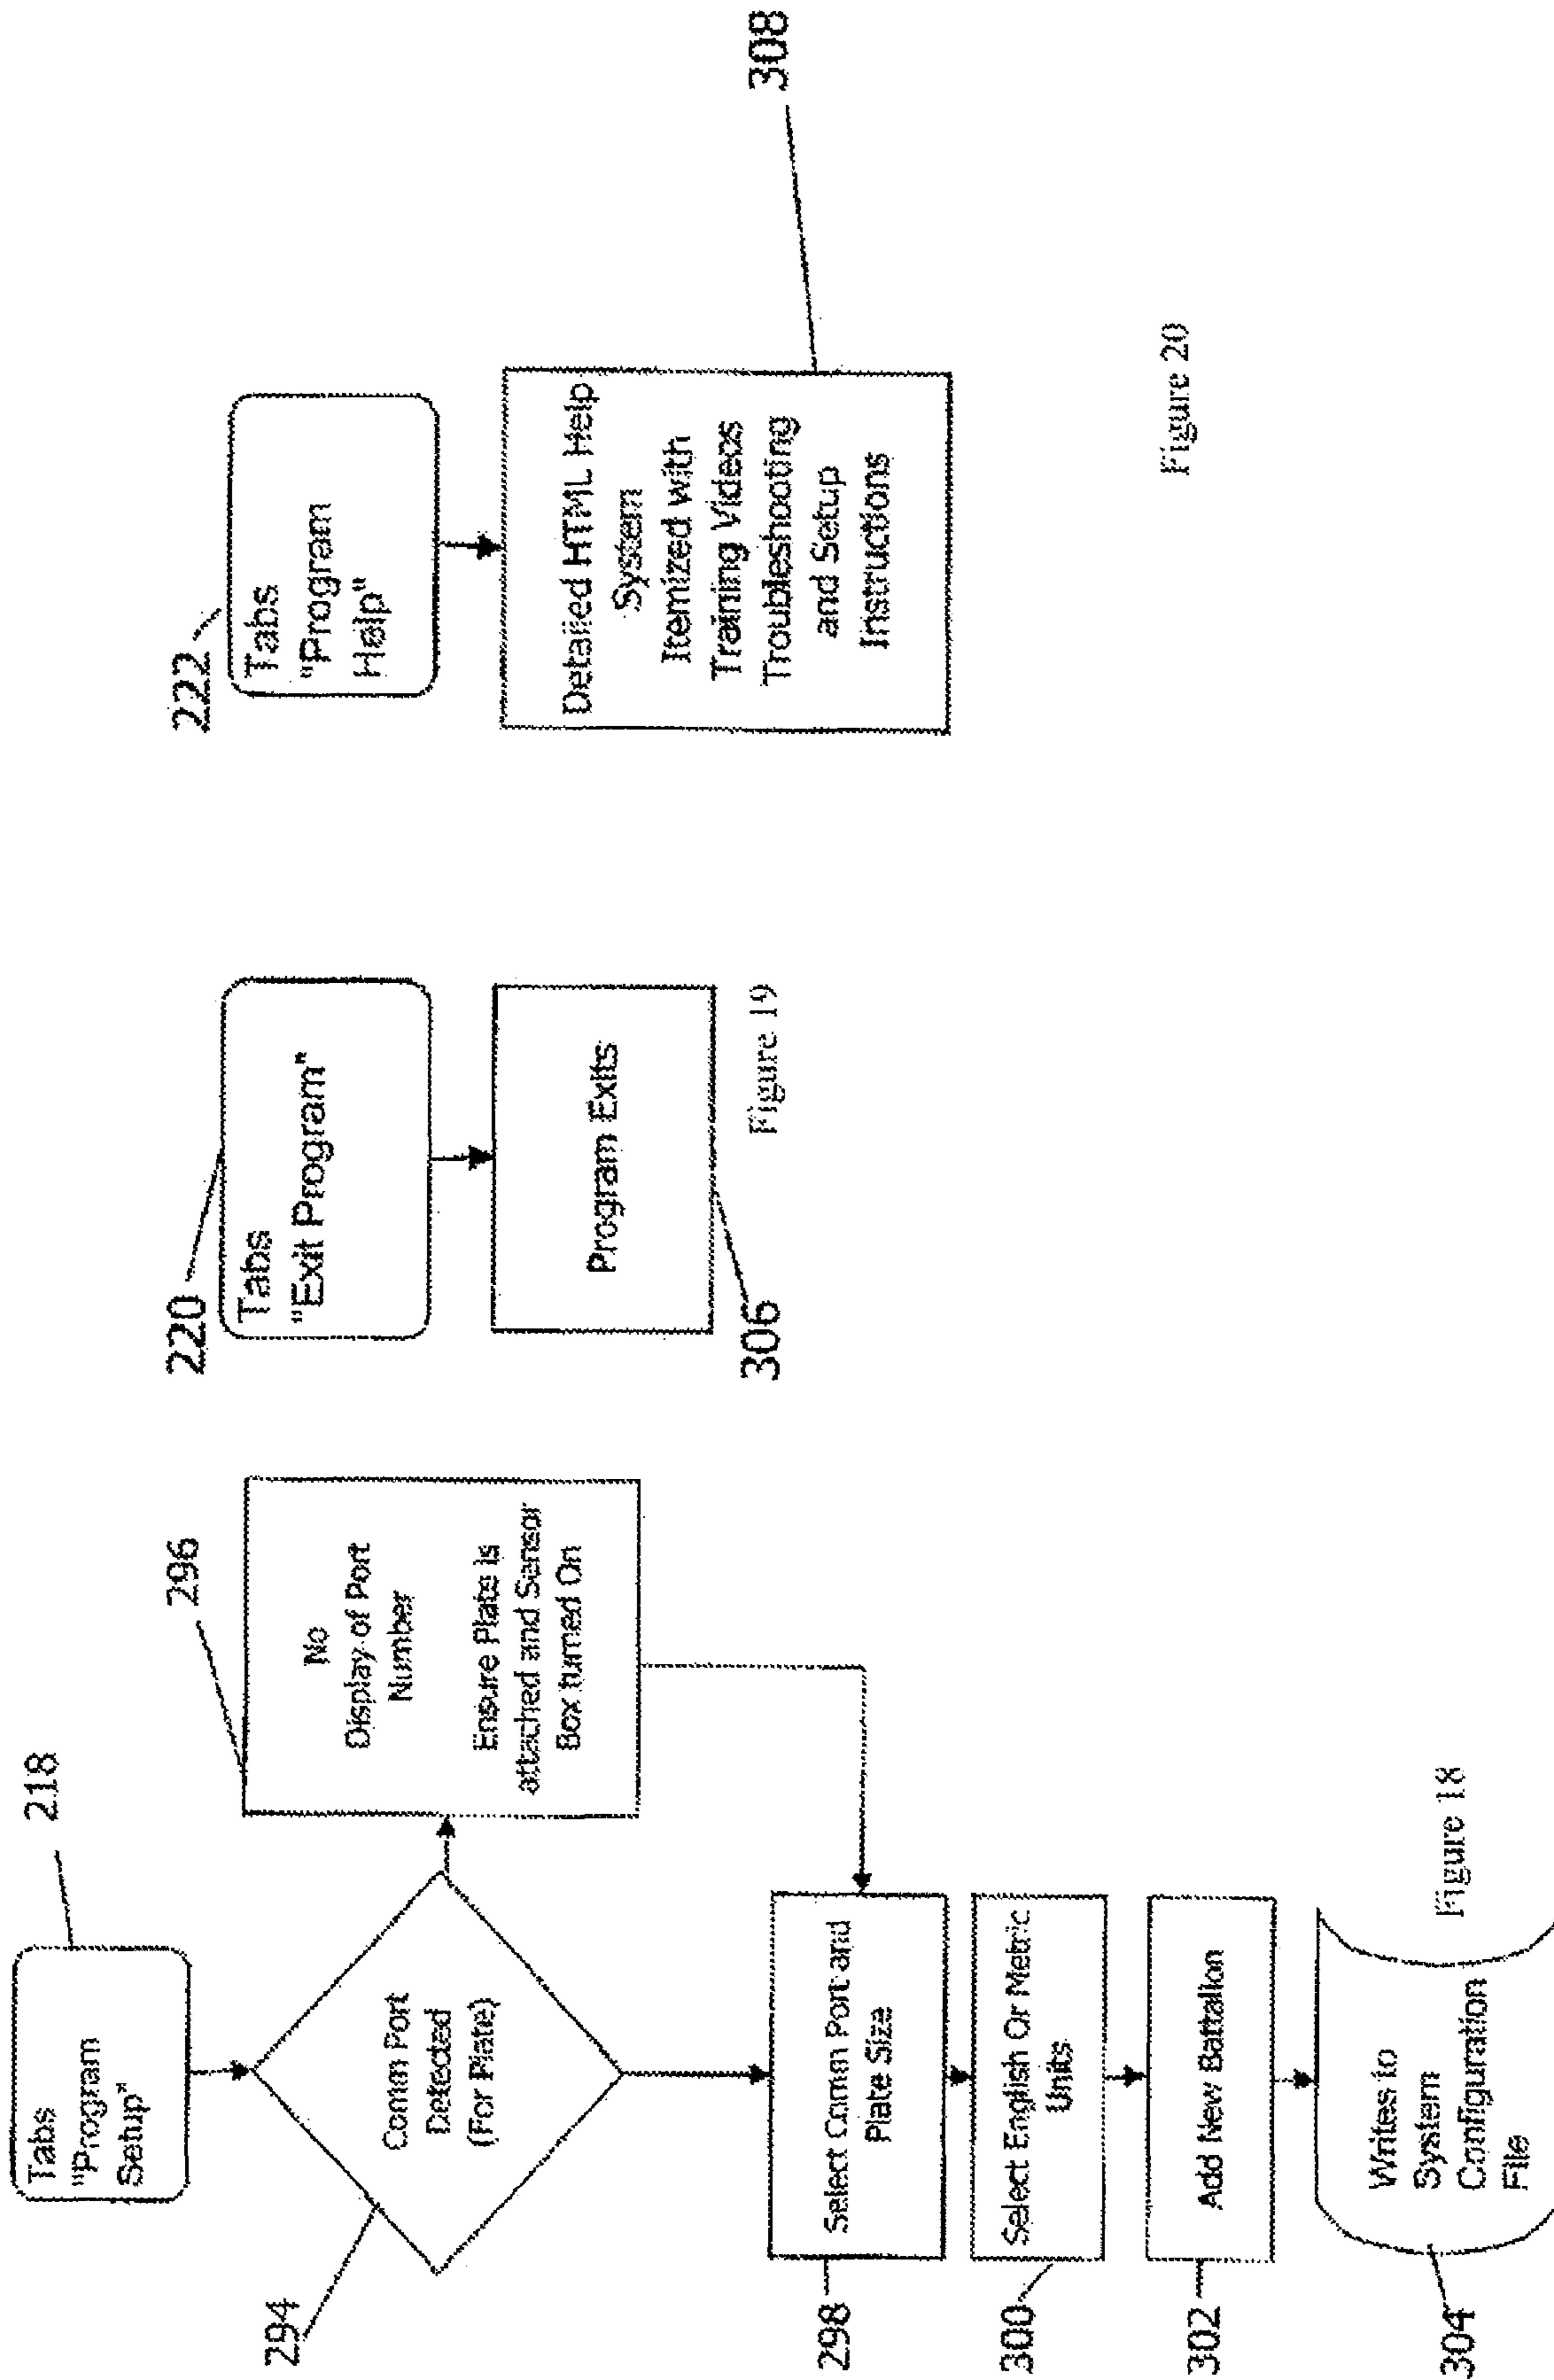 218
Tabs
"Program
Setup"
294
Comm Port
Detected
(For Plate)
296
No
Display of Port
Number
Ensure Plate is
attached and Sensor
Box turned On
298
Select Comm Port and
Plate Size
300
Select English Or Metric
Units
302
Add New Battalion
304
Writes to
System
Configuration
File
Figure 18
220
Tabs
"Exit Program"
306
Program Exits
Figure 19
222
Tabs
"Program
Help"
308
Detailed HTML Help
System
Itemized with
Training Videos
Troubleshooting
and Setup
Instructions
Figure 20